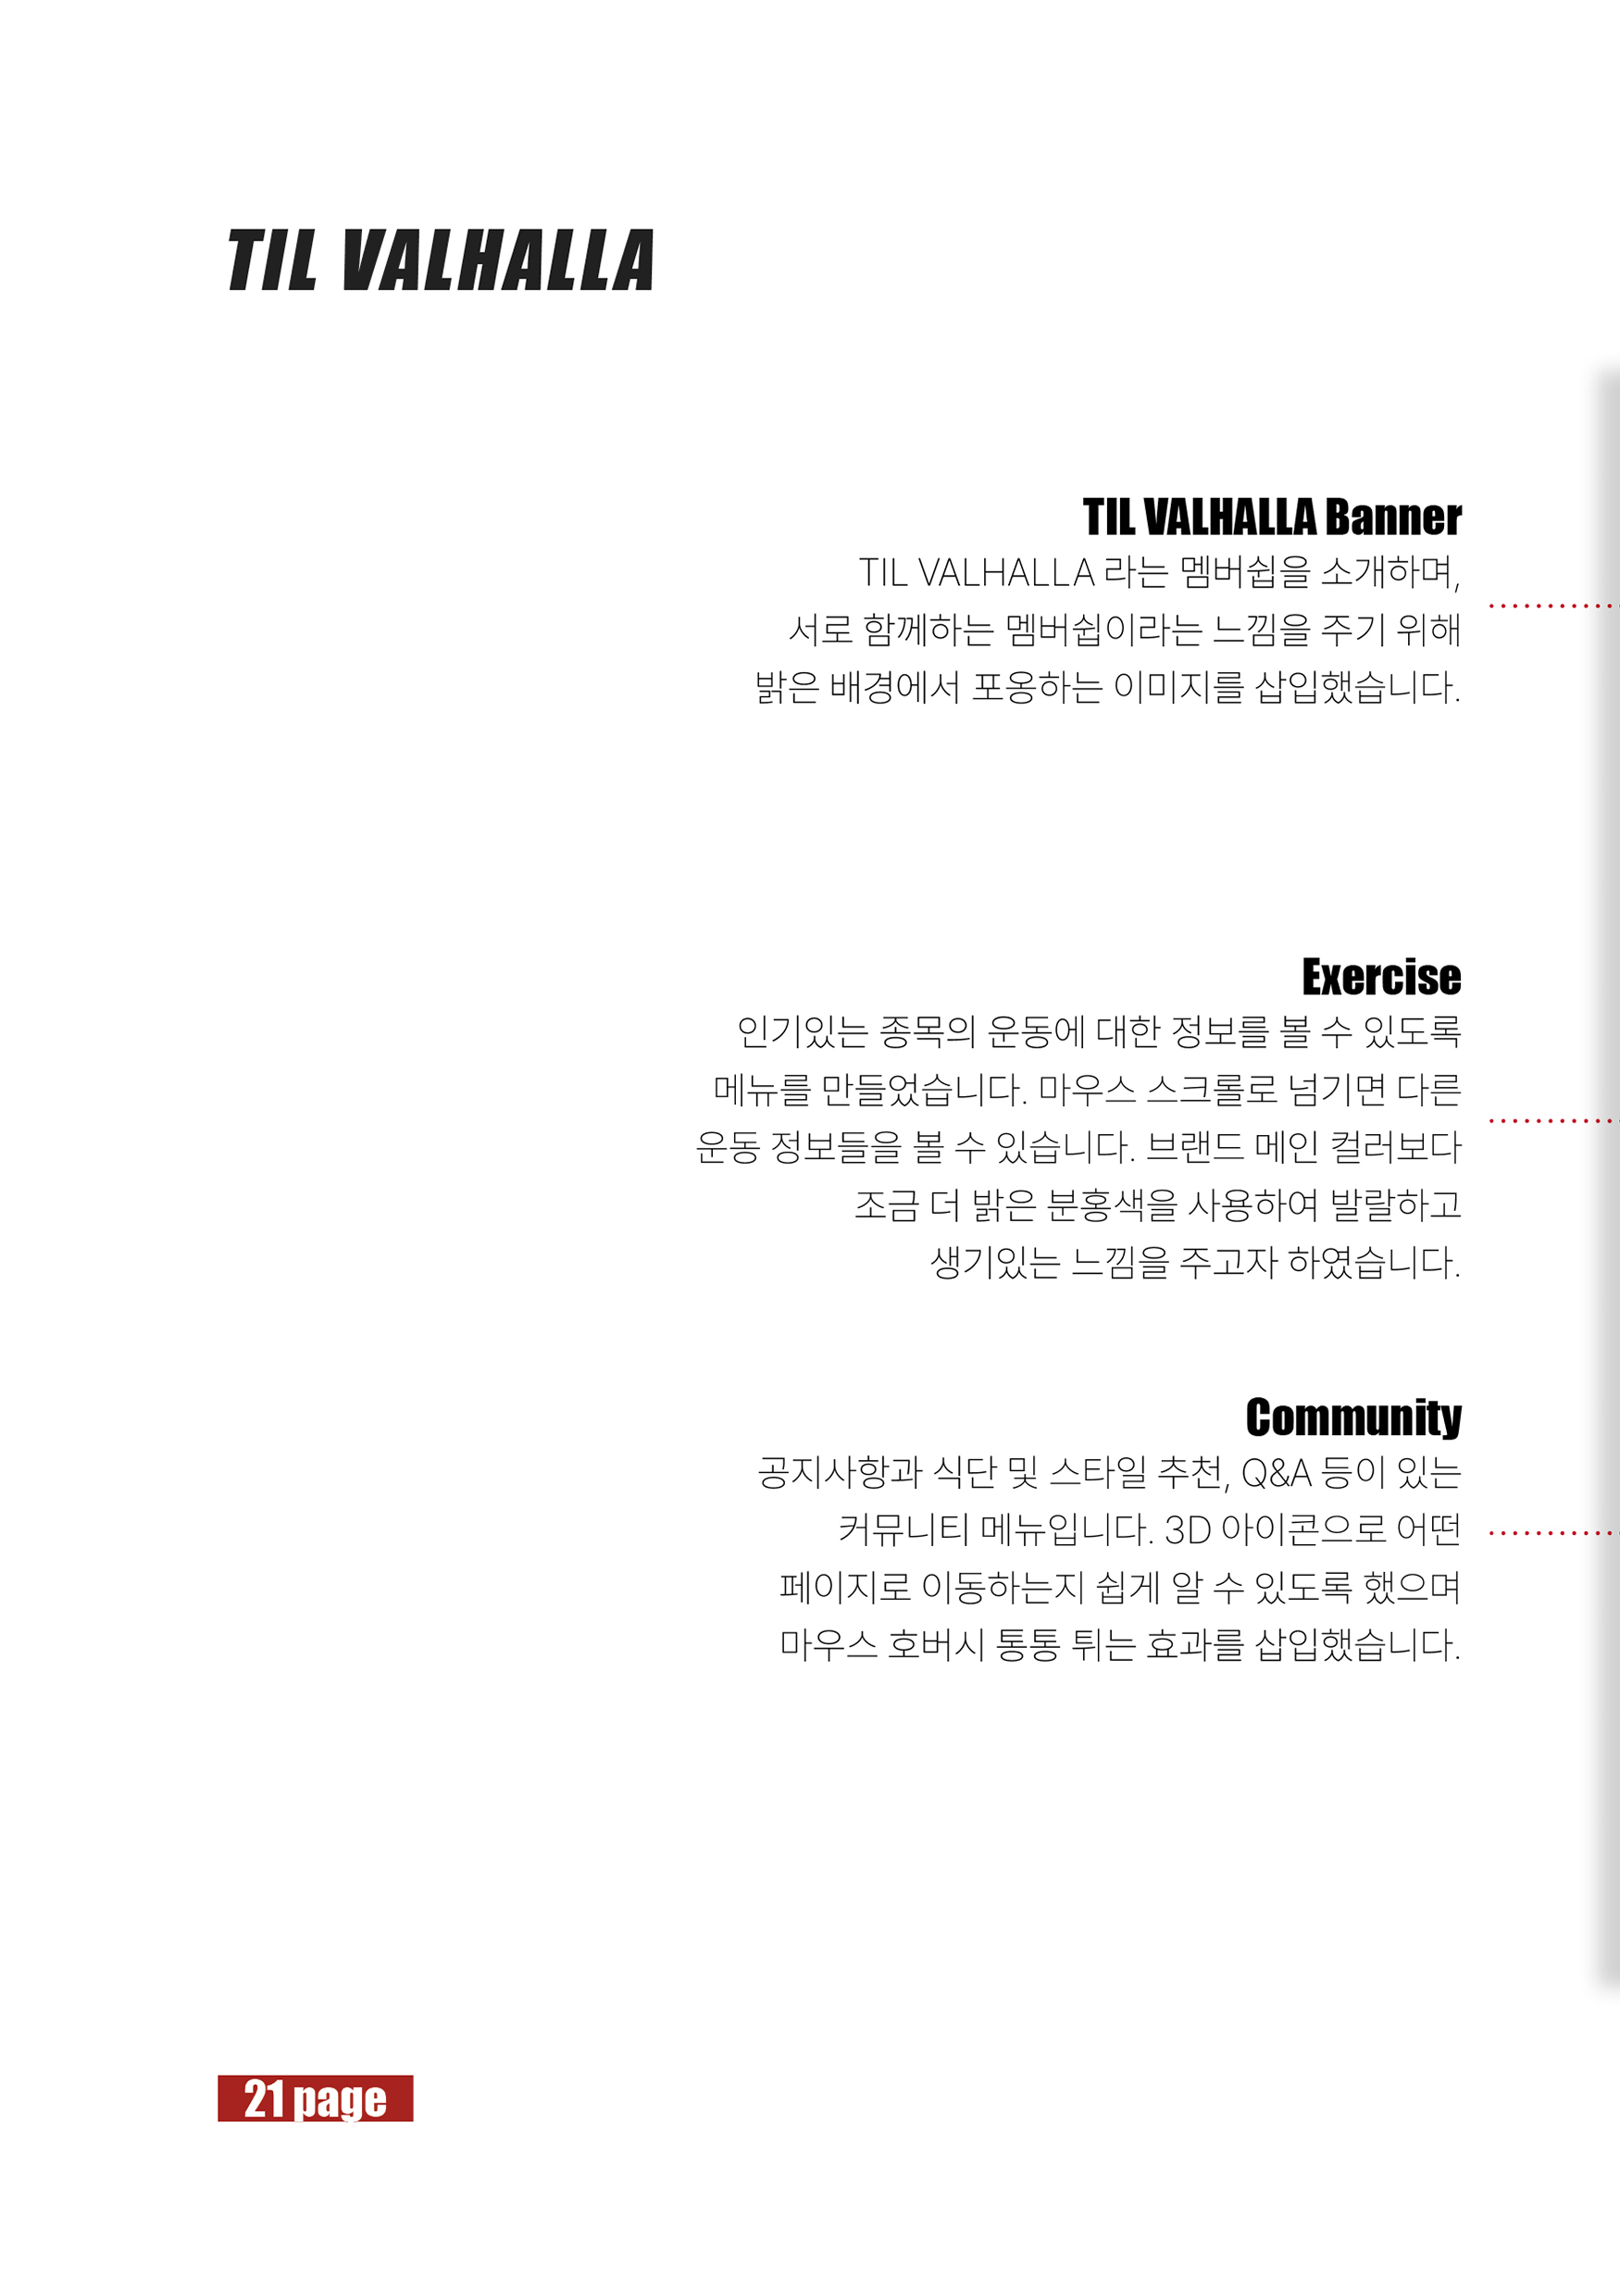 TIL VALHALLA
TIL VALHALLA Banner
TIL VALHALLA 라는 멤버쉽을 소개하며,
서로 함께하는 멤버쉽이라는 느낌을 주기 위해
밝은 배경에서 포옹하는 이미지를 삽입했습니다.
Exercise
인기있는 종목의 운동에 대한 정보를 볼 수 있도록
메뉴를 만들었습니다. 마우스 스크롤로 넘기면 다른
운동 정보들을 볼 수 있습니다. 브랜드 메인 컬러보다
조금 더 밝은 분홍색을 사용하여 발랄하고
생기있는 느낌을 주고자 하였습니다.
Community
공지사항과 식단 및 스타일 추천, Q&A 등이 있는
커뮤니티 메뉴입니다. 3D 아이콘으로 어떤
페이지로 이동하는지 쉽게 알 수 있도록 했으며
마우스 호버시 통통 튀는 효과를 삽입했습니다.
21 page